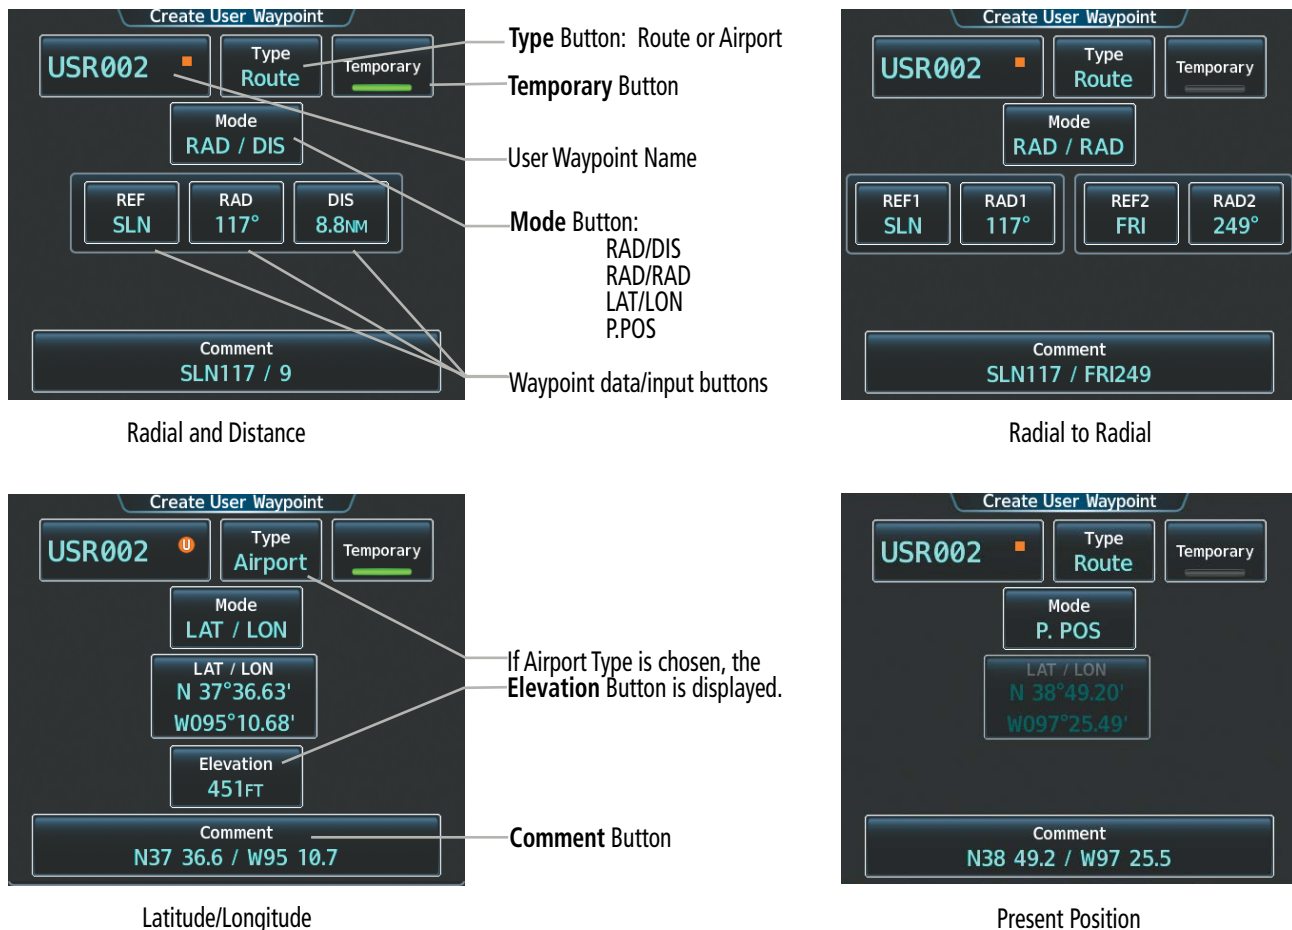 Create User Waypoint
USR002
Type
Route
Temporary
Mode
RAD / DIS
REF
SLN
RAD
117°
DIS
8.8NM
Comment
SLN117 / 9
Radial and Distance
Type Button: Route or Airport
Temporary Button
User Waypoint Name
Mode Button:
RAD/DIS
RAD/RAD
LAT/LON
P.POS
Waypoint data/input buttons
Create User Waypoint
USR002
Type
Route
Temporary
Mode
RAD / RAD
REF1
SLN
RAD1
117°
REF2
FRI
RAD2
249°
Comment
SLN117 / FRI249
Radial to Radial
Create User Waypoint
USR002
U
Type
Airport
Temporary
Mode
LAT / LON
LAT / LON
N 37°36.63'
W095°10.68'
Elevation
451FT
Comment
N37 36.6 / W95 10.7
Latitude/Longitude
If Airport Type is chosen, the
Elevation Button is displayed.
Comment Button
Create User Waypoint
USR002
Type
Route
Temporary
Mode
P. POS
LAT / LON
N 38°49.20'
W097°25.49'
Comment
N38 49.2 / W97 25.5
Present Position